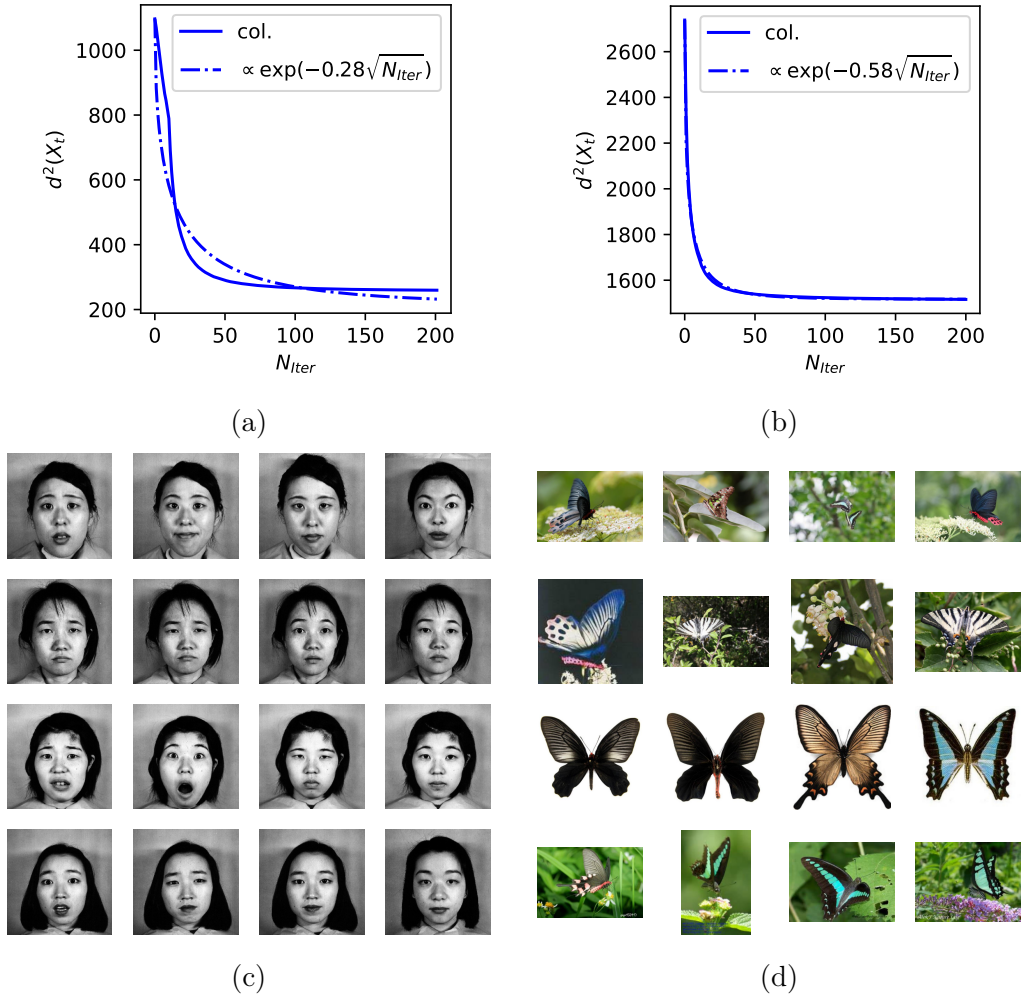 1000
800
600
400
200
d²(X_t)
col.
∝ exp(−0.28√N_Iter)
0 50 100 150 200
N_Iter
(a)
2600
2400
2200
2000
1800
1600
d²(X_t)
col.
∝ exp(−0.58√N_Iter)
0 50 100 150 200
N_Iter
(b)
(c)
(d)